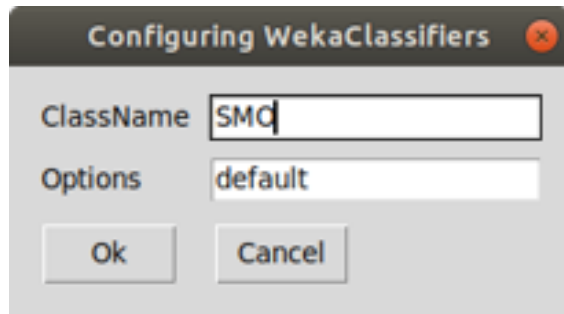 Configuring WekaClassifiers
ClassName SMO
Options default
Ok Cancel